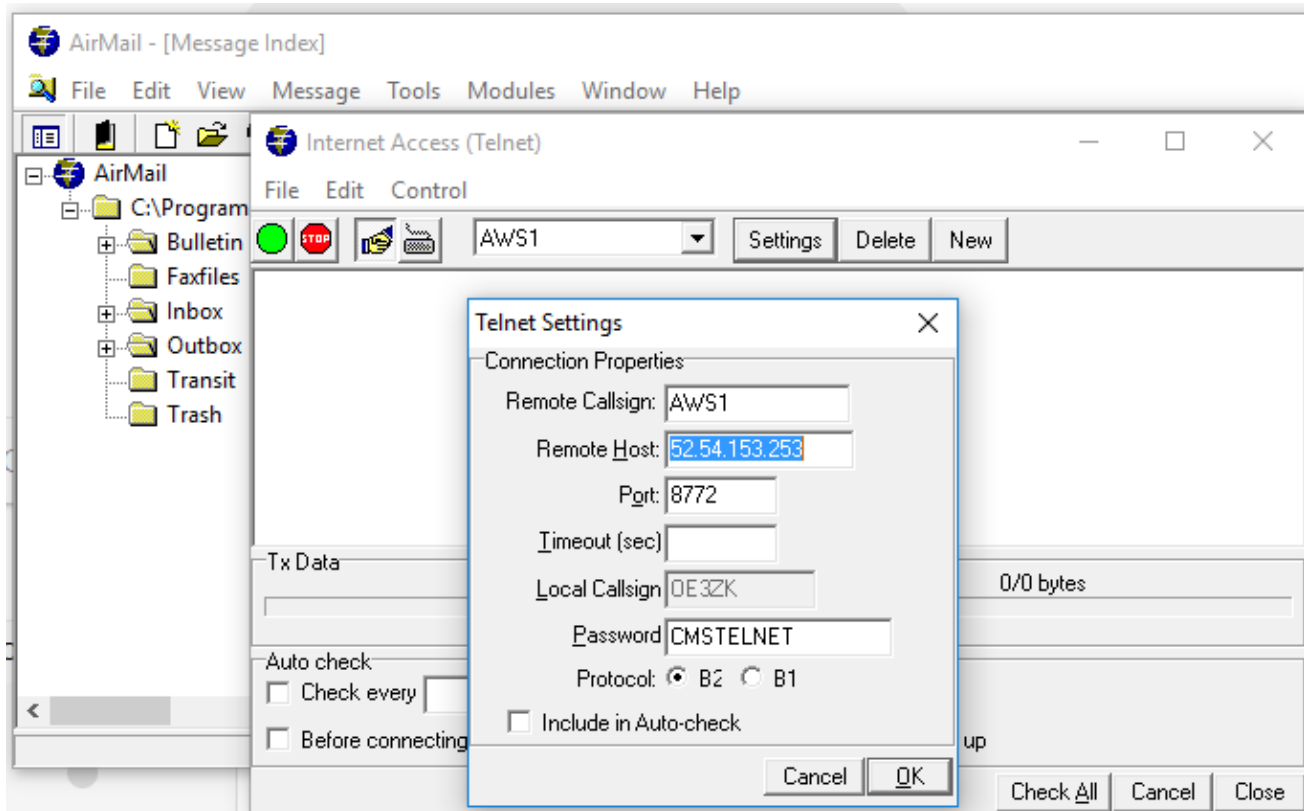 AirMail - [Message Index]
File Edit View Message Tools Modules Window Help
Internet Access (Telnet)
File Edit Control
STOP
AWS1
Settings
Delete
New
AirMail
C:\Program
Bulletin
Faxfiles
Inbox
Outbox
Transit
Trash
Telnet Settings
Connection Properties
Remote Callsign: AWS1
Remote Host: 52.54.153.253
Port: 8772
Timeout (sec)
Local Callsign OE3ZK
Password CMSTELNET
Protocol: B2 B1
Include in Auto-check
Cancel OK
Tx Data
0/0 bytes
Auto check
Check every
Before connecting
up
Check All Cancel Close